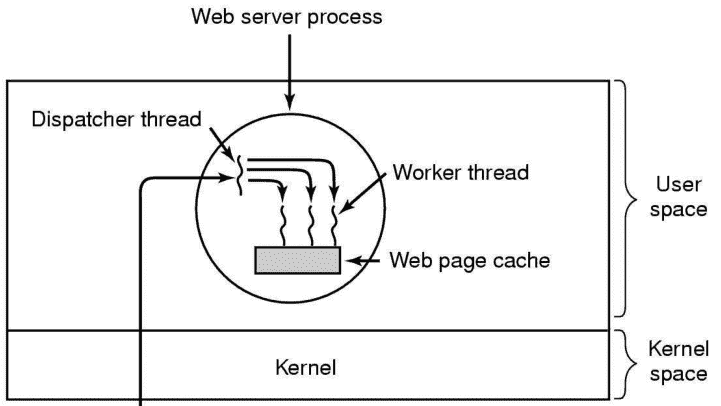 Web server process
Dispatcher thread
Worker thread
Web page cache
User
space
Kernel
Kernel
space